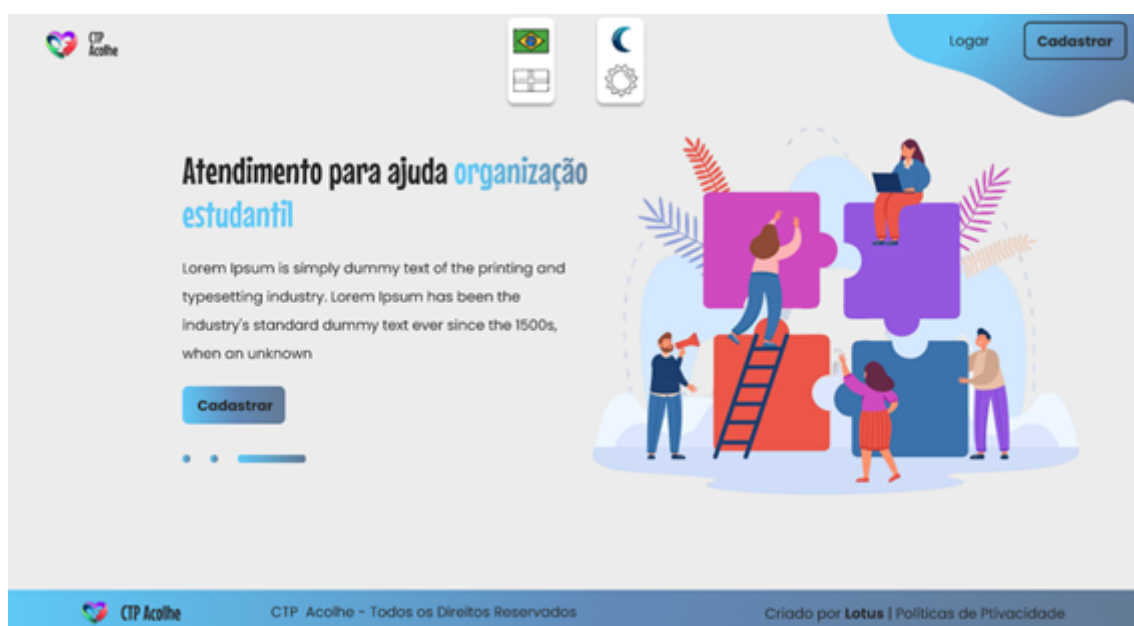 CTP
Acolhe
Logar
Cadastrar
Atendimento para ajuda organização
estudantil
Lorem Ipsum is simply dummy text of the printing and
typesetting industry. Lorem Ipsum has been the
industry's standard dummy text ever since the 1500s,
when an unknown
Cadastrar
CTP Acolhe
CTP Acolhe - Todos os Direitos Reservados
Criado por Lotus | Politicas de Ptivacidade